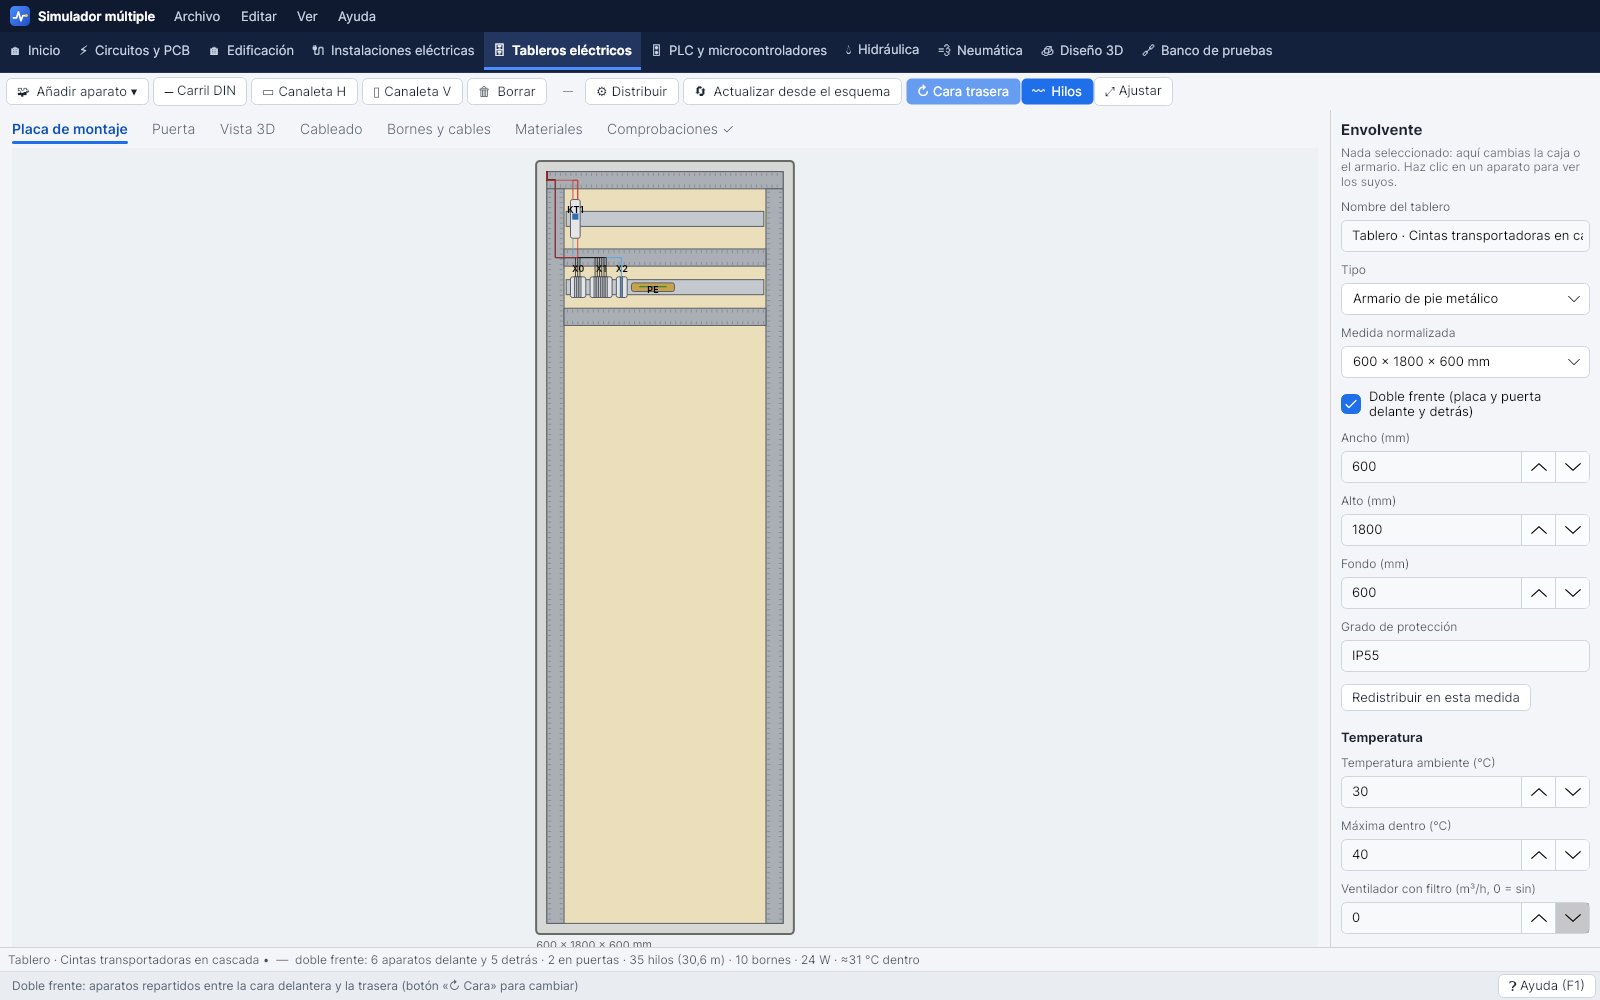 Simulador múltiple Archivo Editar Ver Ayuda
Inicio Circuitos y PCB Edificación Instalaciones eléctricas Tableros eléctricos PLC y microcontroladores Hidráulica Neumática Diseño 3D Banco de pruebas
Añadir aparato ▾ — Carril DIN Canaleta H Canaleta V Borrar — Distribuir Actualizar desde el esquema Cara trasera Hilos Ajustar
Placa de montaje Puerta Vista 3D Cableado Bornes y cables Materiales Comprobaciones ✓
KT1
X0 X1 X2
PE
600 × 1800 × 600 mm
Envolvente
Nada seleccionado: aquí cambias la caja o
el armario. Haz clic en un aparato para ver
los suyos.
Nombre del tablero
Tablero · Cintas transportadoras en ca
Tipo
Armario de pie metálico
Medida normalizada
600 × 1800 × 600 mm
Doble frente (placa y puerta
delante y detrás)
Ancho (mm)
600
Alto (mm)
1800
Fondo (mm)
600
Grado de protección
IP55
Redistribuir en esta medida
Temperatura
Temperatura ambiente (°C)
30
Máxima dentro (°C)
40
Ventilador con filtro (m³/h, 0 = sin)
0
Tablero · Cintas transportadoras en cascada • — doble frente: 6 aparatos delante y 5 detrás · 2 en puertas · 35 hilos (30,6 m) · 10 bornes · 24 W · ≈31 °C dentro
Doble frente: aparatos repartidos entre la cara delantera y la trasera (botón «↻ Cara» para cambiar)
? Ayuda (F1)